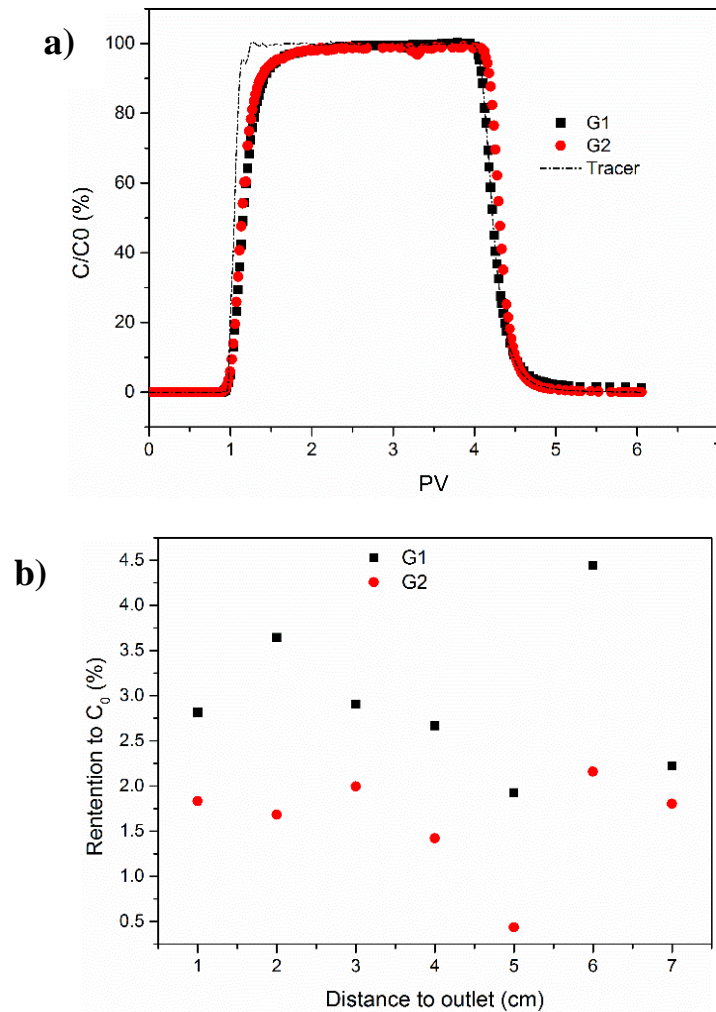 a)
100
80
60
40
20
0
C/C0 (%)
G1
G2
Tracer
0 1 2 3 4 5 6 7
PV
b)
4.5
4.0
3.5
3.0
2.5
2.0
1.5
1.0
0.5
Rentention to C0 (%)
G1
G2
1 2 3 4 5 6 7
Distance to outlet (cm)